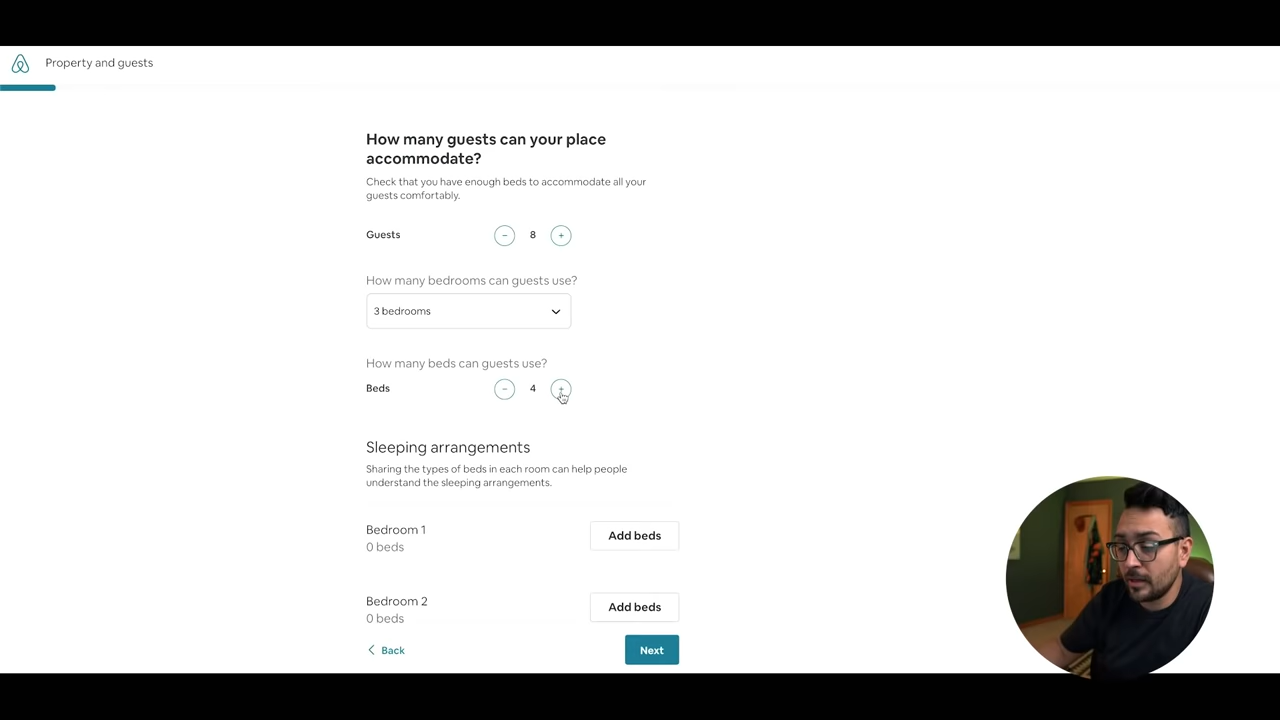 Property and guests
How many guests can your place
accommodate?
Check that you have enough beds to accommodate all your
guests comfortably.
Guests - 8 +
How many bedrooms can guests use?
3 bedrooms
How many beds can guests use?
Beds - 4 +
Sleeping arrangements
Sharing the types of beds in each room can help people
understand the sleeping arrangements.
Bedroom 1
0 beds
Add beds
Bedroom 2
0 beds
Add beds
Back
Next